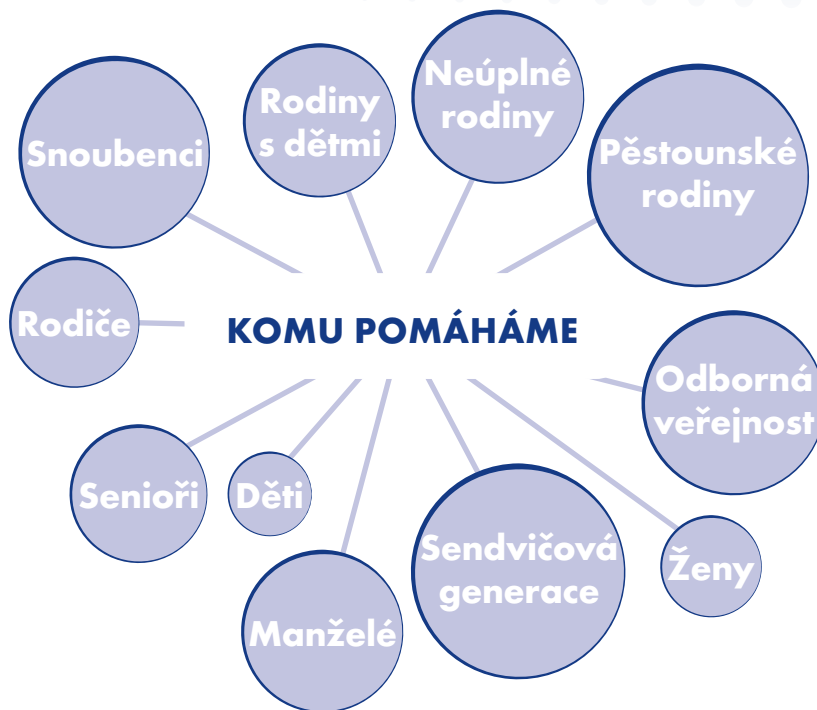 Neúplné
rodiny
Rodiny
s dětmi
Snoubenci
Pěstounské
rodiny
Rodiče
KOMU POMÁHÁME
Odborná
veřejnost
Senioři
Děti
Sendvičová
generace
Ženy
Manželé